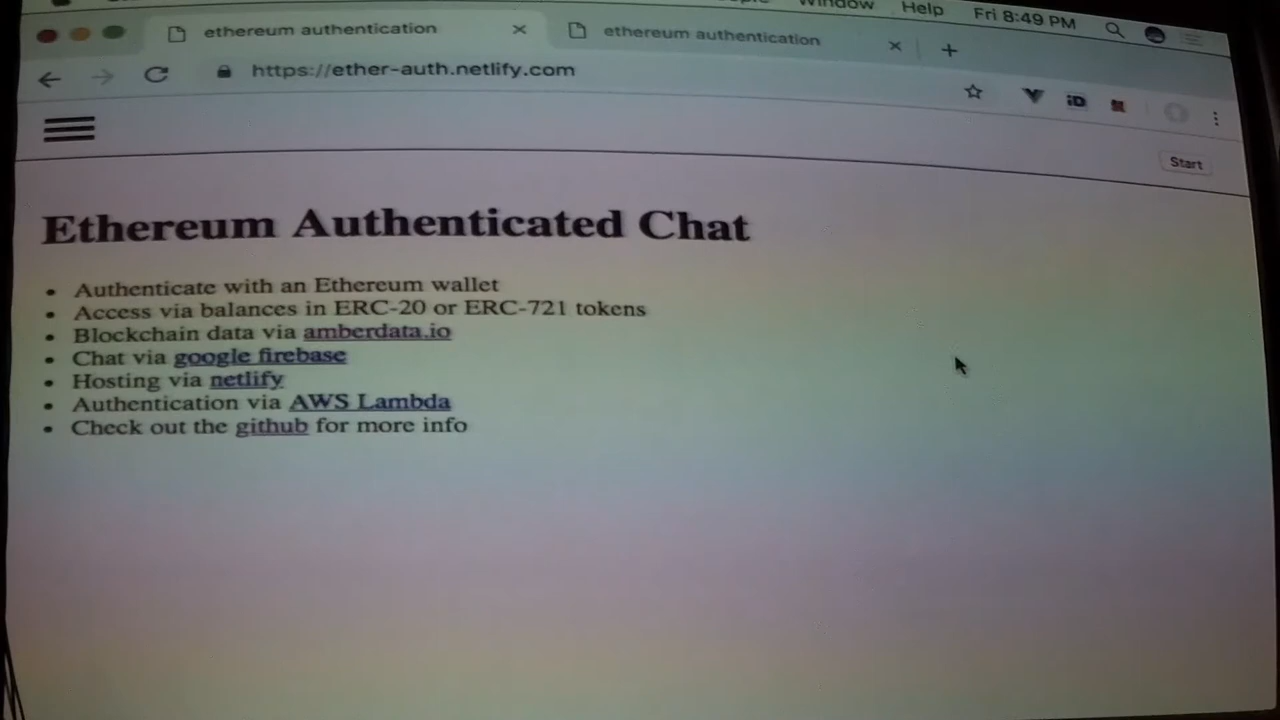 Window Help Fri 8:49 PM
ethereum authentication ethereum authentication
https://ether-auth.netlify.com
iD
Start
Ethereum Authenticated Chat
Authenticate with an Ethereum wallet
Access via balances in ERC-20 or ERC-721 tokens
Blockchain data via amberdata.io
Chat via google firebase
Hosting via netlify
Authentication via AWS Lambda
Check out the github for more info